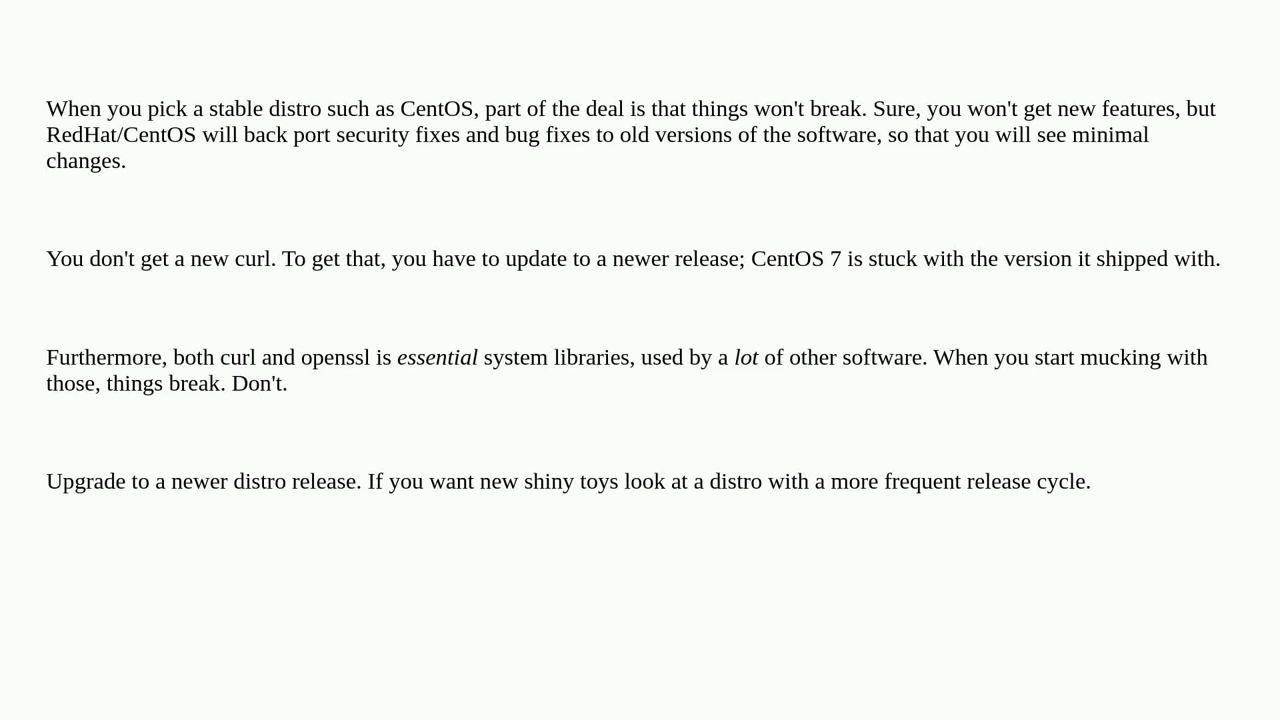 When you pick a stable distro such as CentOS, part of the deal is that things won't break. Sure, you won't get new features, but
RedHat/CentOS will back port security fixes and bug fixes to old versions of the software, so that you will see minimal
changes.
You don't get a new curl. To get that, you have to update to a newer release; CentOS 7 is stuck with the version it shipped with.
Furthermore, both curl and openssl is essential system libraries, used by a lot of other software. When you start mucking with
those, things break. Don't.
Upgrade to a newer distro release. If you want new shiny toys look at a distro with a more frequent release cycle.